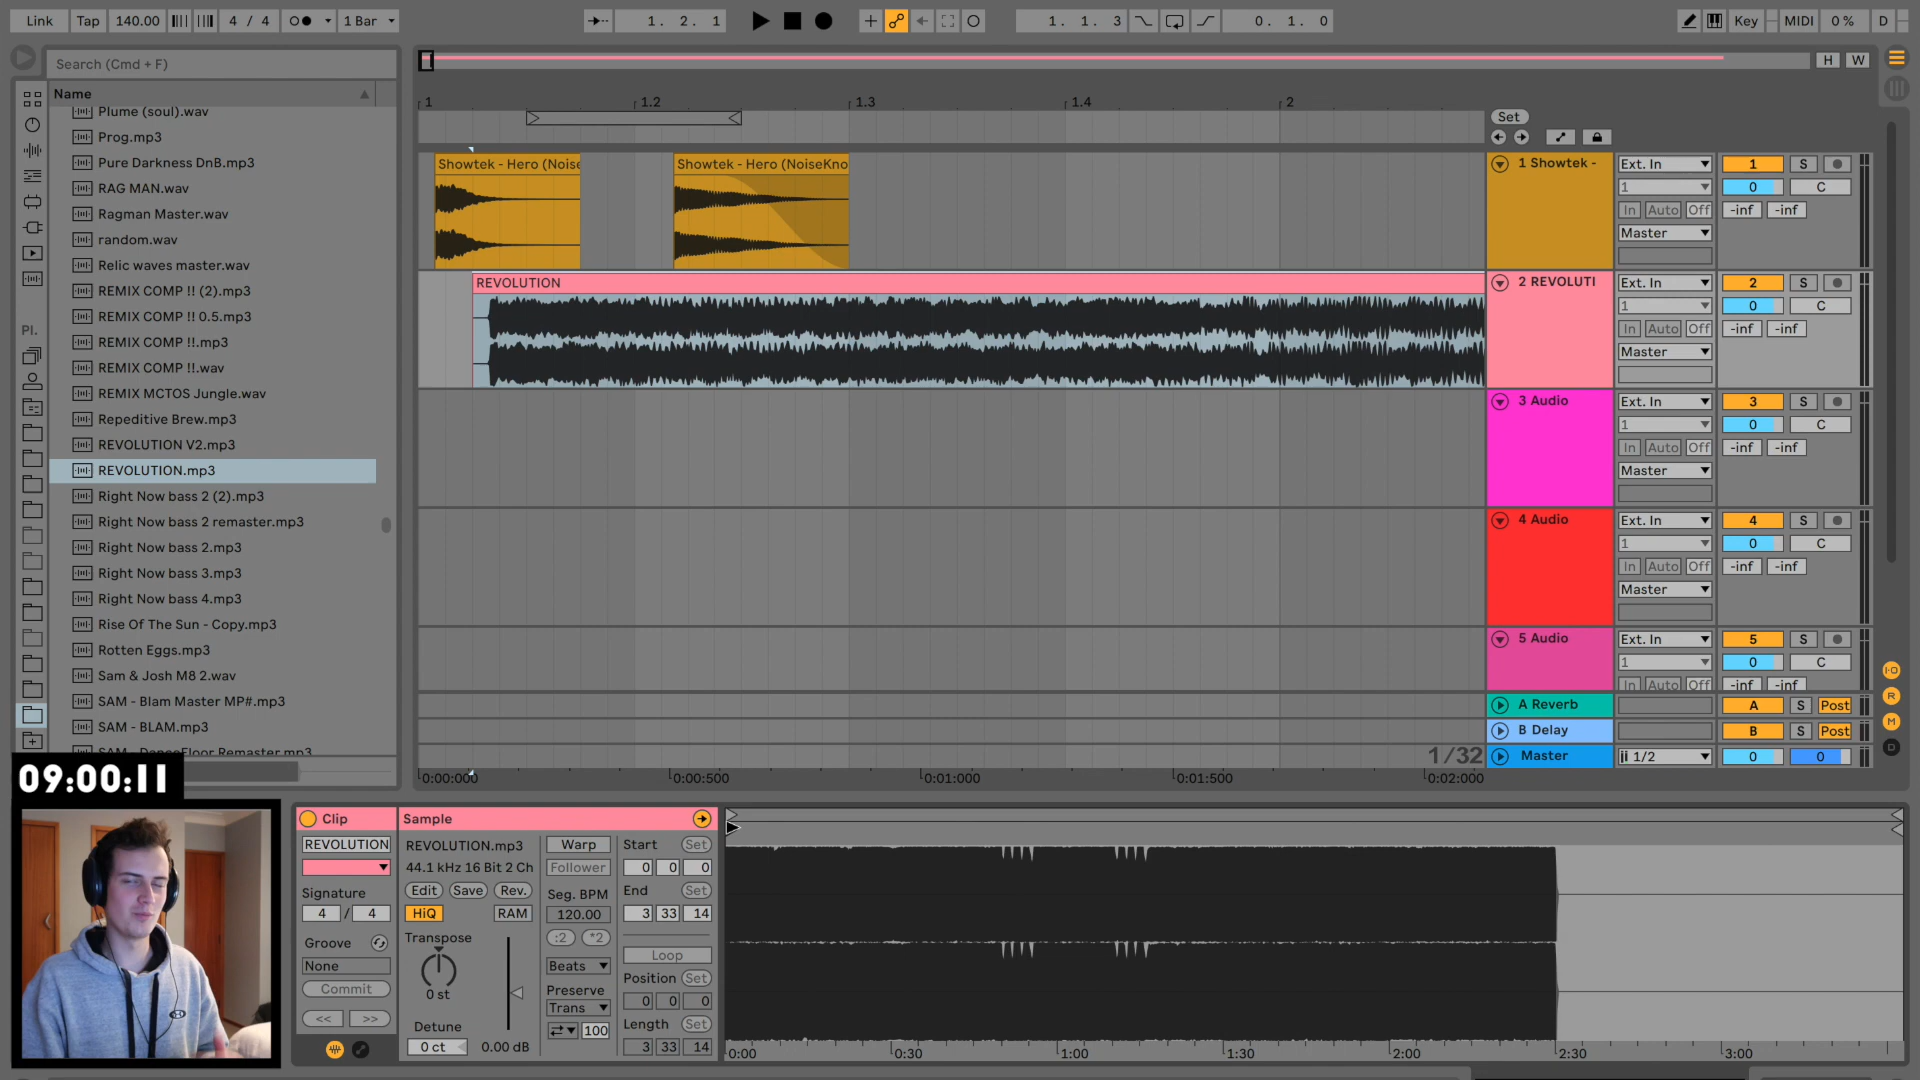 Link Tap 140.00 4 / 4 1 Bar 1. 2. 1 1. 1. 3 0. 1. 0 Key MIDI 0 % D
Search (Cmd + F)
H W
Name
1 1.2 1.3 1.4 2
Set
Plume (soul).wav
Prog.mp3
Pure Darkness DnB.mp3
RAG MAN.wav
Ragman Master.wav
random.wav
Relic waves master.wav
REMIX COMP !! (2).mp3
REMIX COMP !! 0.5.mp3
REMIX COMP !!.mp3
REMIX COMP !!.wav
REMIX MCTOS Jungle.wav
Repeditive Brew.mp3
REVOLUTION V2.mp3
REVOLUTION.mp3
Right Now bass 2 (2).mp3
Right Now bass 2 remaster.mp3
Right Now bass 2.mp3
Right Now bass 3.mp3
Right Now bass 4.mp3
Rise Of The Sun - Copy.mp3
Rotten Eggs.mp3
Sam & Josh M8 2.wav
SAM - Blam Master MP#.mp3
SAM - BLAM.mp3
SAM - DanceFloor Remaster.mp3
Pl.
Showtek - Hero (Noise Showtek - Hero (NoiseKno
REVOLUTION
1 Showtek - Ext. In 1 S
1 0 C
In Auto Off -inf -inf
Master
2 REVOLUTI Ext. In 2 S
1 0 C
In Auto Off -inf -inf
Master
3 Audio Ext. In 3 S
1 0 C
In Auto Off -inf -inf
Master
4 Audio Ext. In 4 S
1 0 C
In Auto Off -inf -inf
Master
5 Audio Ext. In 5 S
1 0 C
In Auto Off -inf -inf
A Reverb A S Post
B Delay B S Post
1/32 Master 1/2 0 0
I·O
R
M
D
0:00:000 0:00:500 0:01:000 0:01:500 0:02:000
09:00:11
Clip Sample
REVOLUTION REVOLUTION.mp3 Warp Start Set
44.1 kHz 16 Bit 2 Ch Follower 0 0 0
Signature Edit Save Rev. Seg. BPM End Set
4 / 4 HiQ RAM 120.00 3 33 14
Groove Transpose :2 *2 Loop
None Beats Position Set
Commit 0 st Preserve 0 0 0
<< >> Trans Length Set
Detune 100 3 33 14
0 ct 0.00 dB
0:00 0:30 1:00 1:30 2:00 2:30 3:00